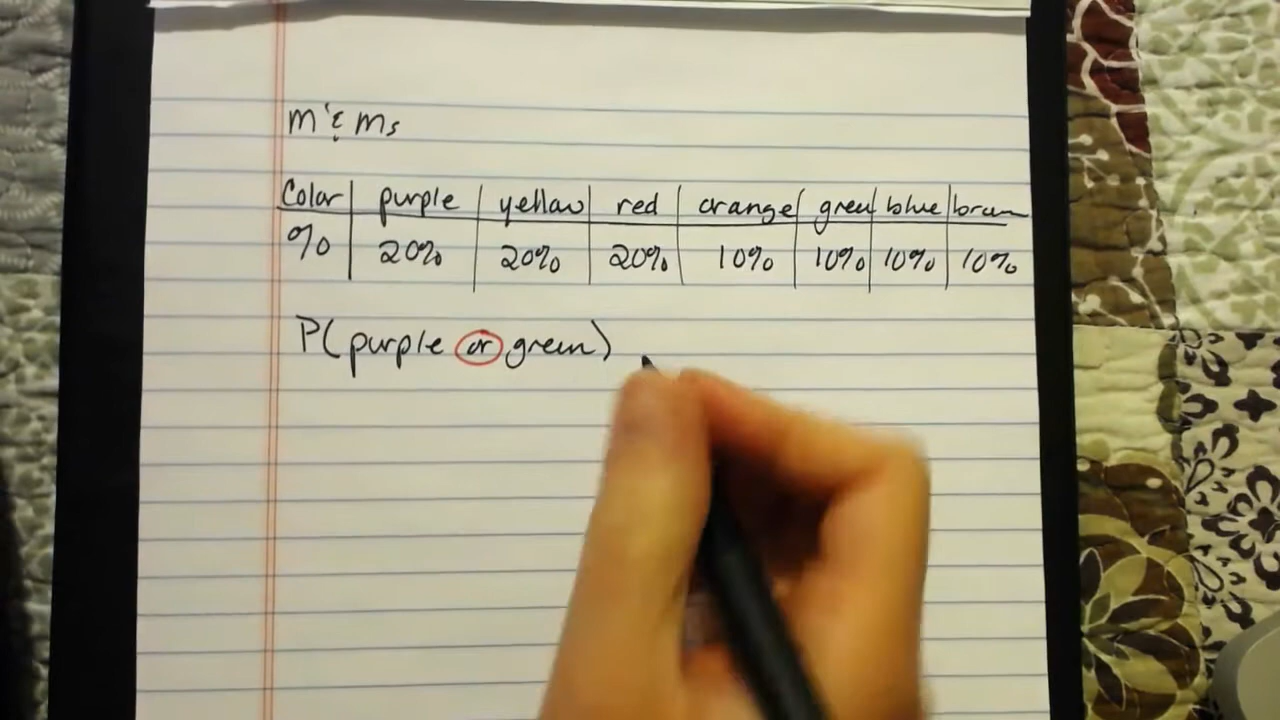 m'&ms
Color purple yellow red orange green blue brown
% 20% 20% 20% 10% 10% 10% 10%
P(purple or green)